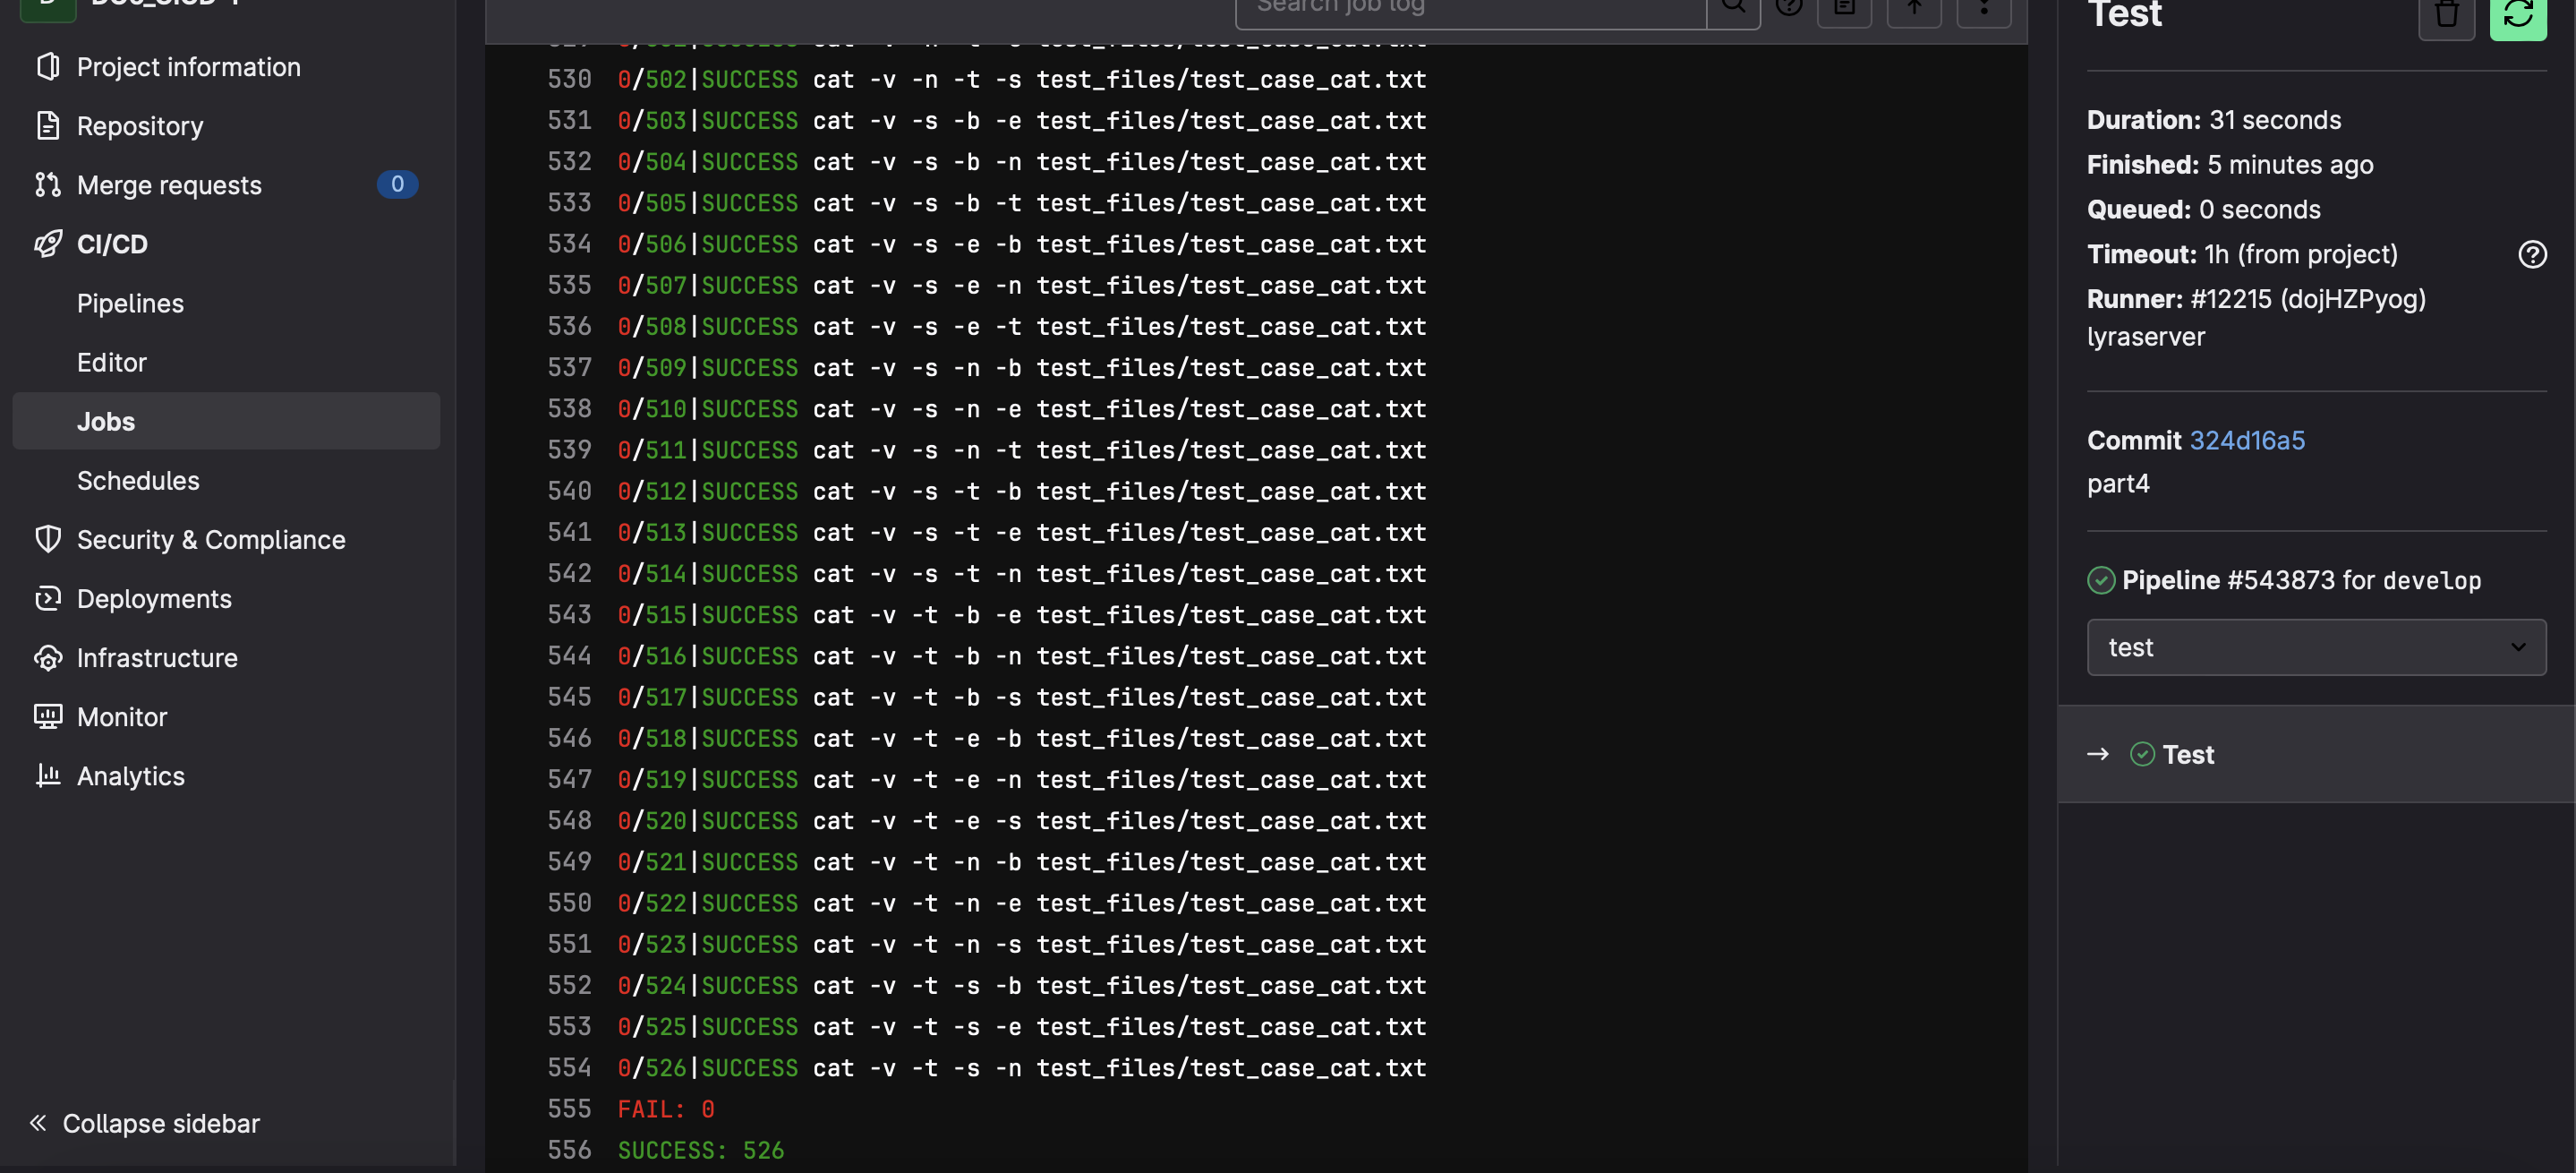 Project information
Repository
Merge requests 0
CI/CD
Pipelines
Editor
Jobs
Schedules
Security & Compliance
Deployments
Infrastructure
Monitor
Analytics
Collapse sidebar
Search job log
530 0/502|SUCCESS cat -v -n -t -s test_files/test_case_cat.txt
531 0/503|SUCCESS cat -v -s -b -e test_files/test_case_cat.txt
532 0/504|SUCCESS cat -v -s -b -n test_files/test_case_cat.txt
533 0/505|SUCCESS cat -v -s -b -t test_files/test_case_cat.txt
534 0/506|SUCCESS cat -v -s -e -b test_files/test_case_cat.txt
535 0/507|SUCCESS cat -v -s -e -n test_files/test_case_cat.txt
536 0/508|SUCCESS cat -v -s -e -t test_files/test_case_cat.txt
537 0/509|SUCCESS cat -v -s -n -b test_files/test_case_cat.txt
538 0/510|SUCCESS cat -v -s -n -e test_files/test_case_cat.txt
539 0/511|SUCCESS cat -v -s -n -t test_files/test_case_cat.txt
540 0/512|SUCCESS cat -v -s -t -b test_files/test_case_cat.txt
541 0/513|SUCCESS cat -v -s -t -e test_files/test_case_cat.txt
542 0/514|SUCCESS cat -v -s -t -n test_files/test_case_cat.txt
543 0/515|SUCCESS cat -v -t -b -e test_files/test_case_cat.txt
544 0/516|SUCCESS cat -v -t -b -n test_files/test_case_cat.txt
545 0/517|SUCCESS cat -v -t -b -s test_files/test_case_cat.txt
546 0/518|SUCCESS cat -v -t -e -b test_files/test_case_cat.txt
547 0/519|SUCCESS cat -v -t -e -n test_files/test_case_cat.txt
548 0/520|SUCCESS cat -v -t -e -s test_files/test_case_cat.txt
549 0/521|SUCCESS cat -v -t -n -b test_files/test_case_cat.txt
550 0/522|SUCCESS cat -v -t -n -e test_files/test_case_cat.txt
551 0/523|SUCCESS cat -v -t -n -s test_files/test_case_cat.txt
552 0/524|SUCCESS cat -v -t -s -b test_files/test_case_cat.txt
553 0/525|SUCCESS cat -v -t -s -e test_files/test_case_cat.txt
554 0/526|SUCCESS cat -v -t -s -n test_files/test_case_cat.txt
555 FAIL: 0
556 SUCCESS: 526
Test
Duration: 31 seconds
Finished: 5 minutes ago
Queued: 0 seconds
Timeout: 1h (from project)
Runner: #12215 (dojHZPyog)
lyraserver
Commit 324d16a5
part4
Pipeline #543873 for develop
test
→ Test